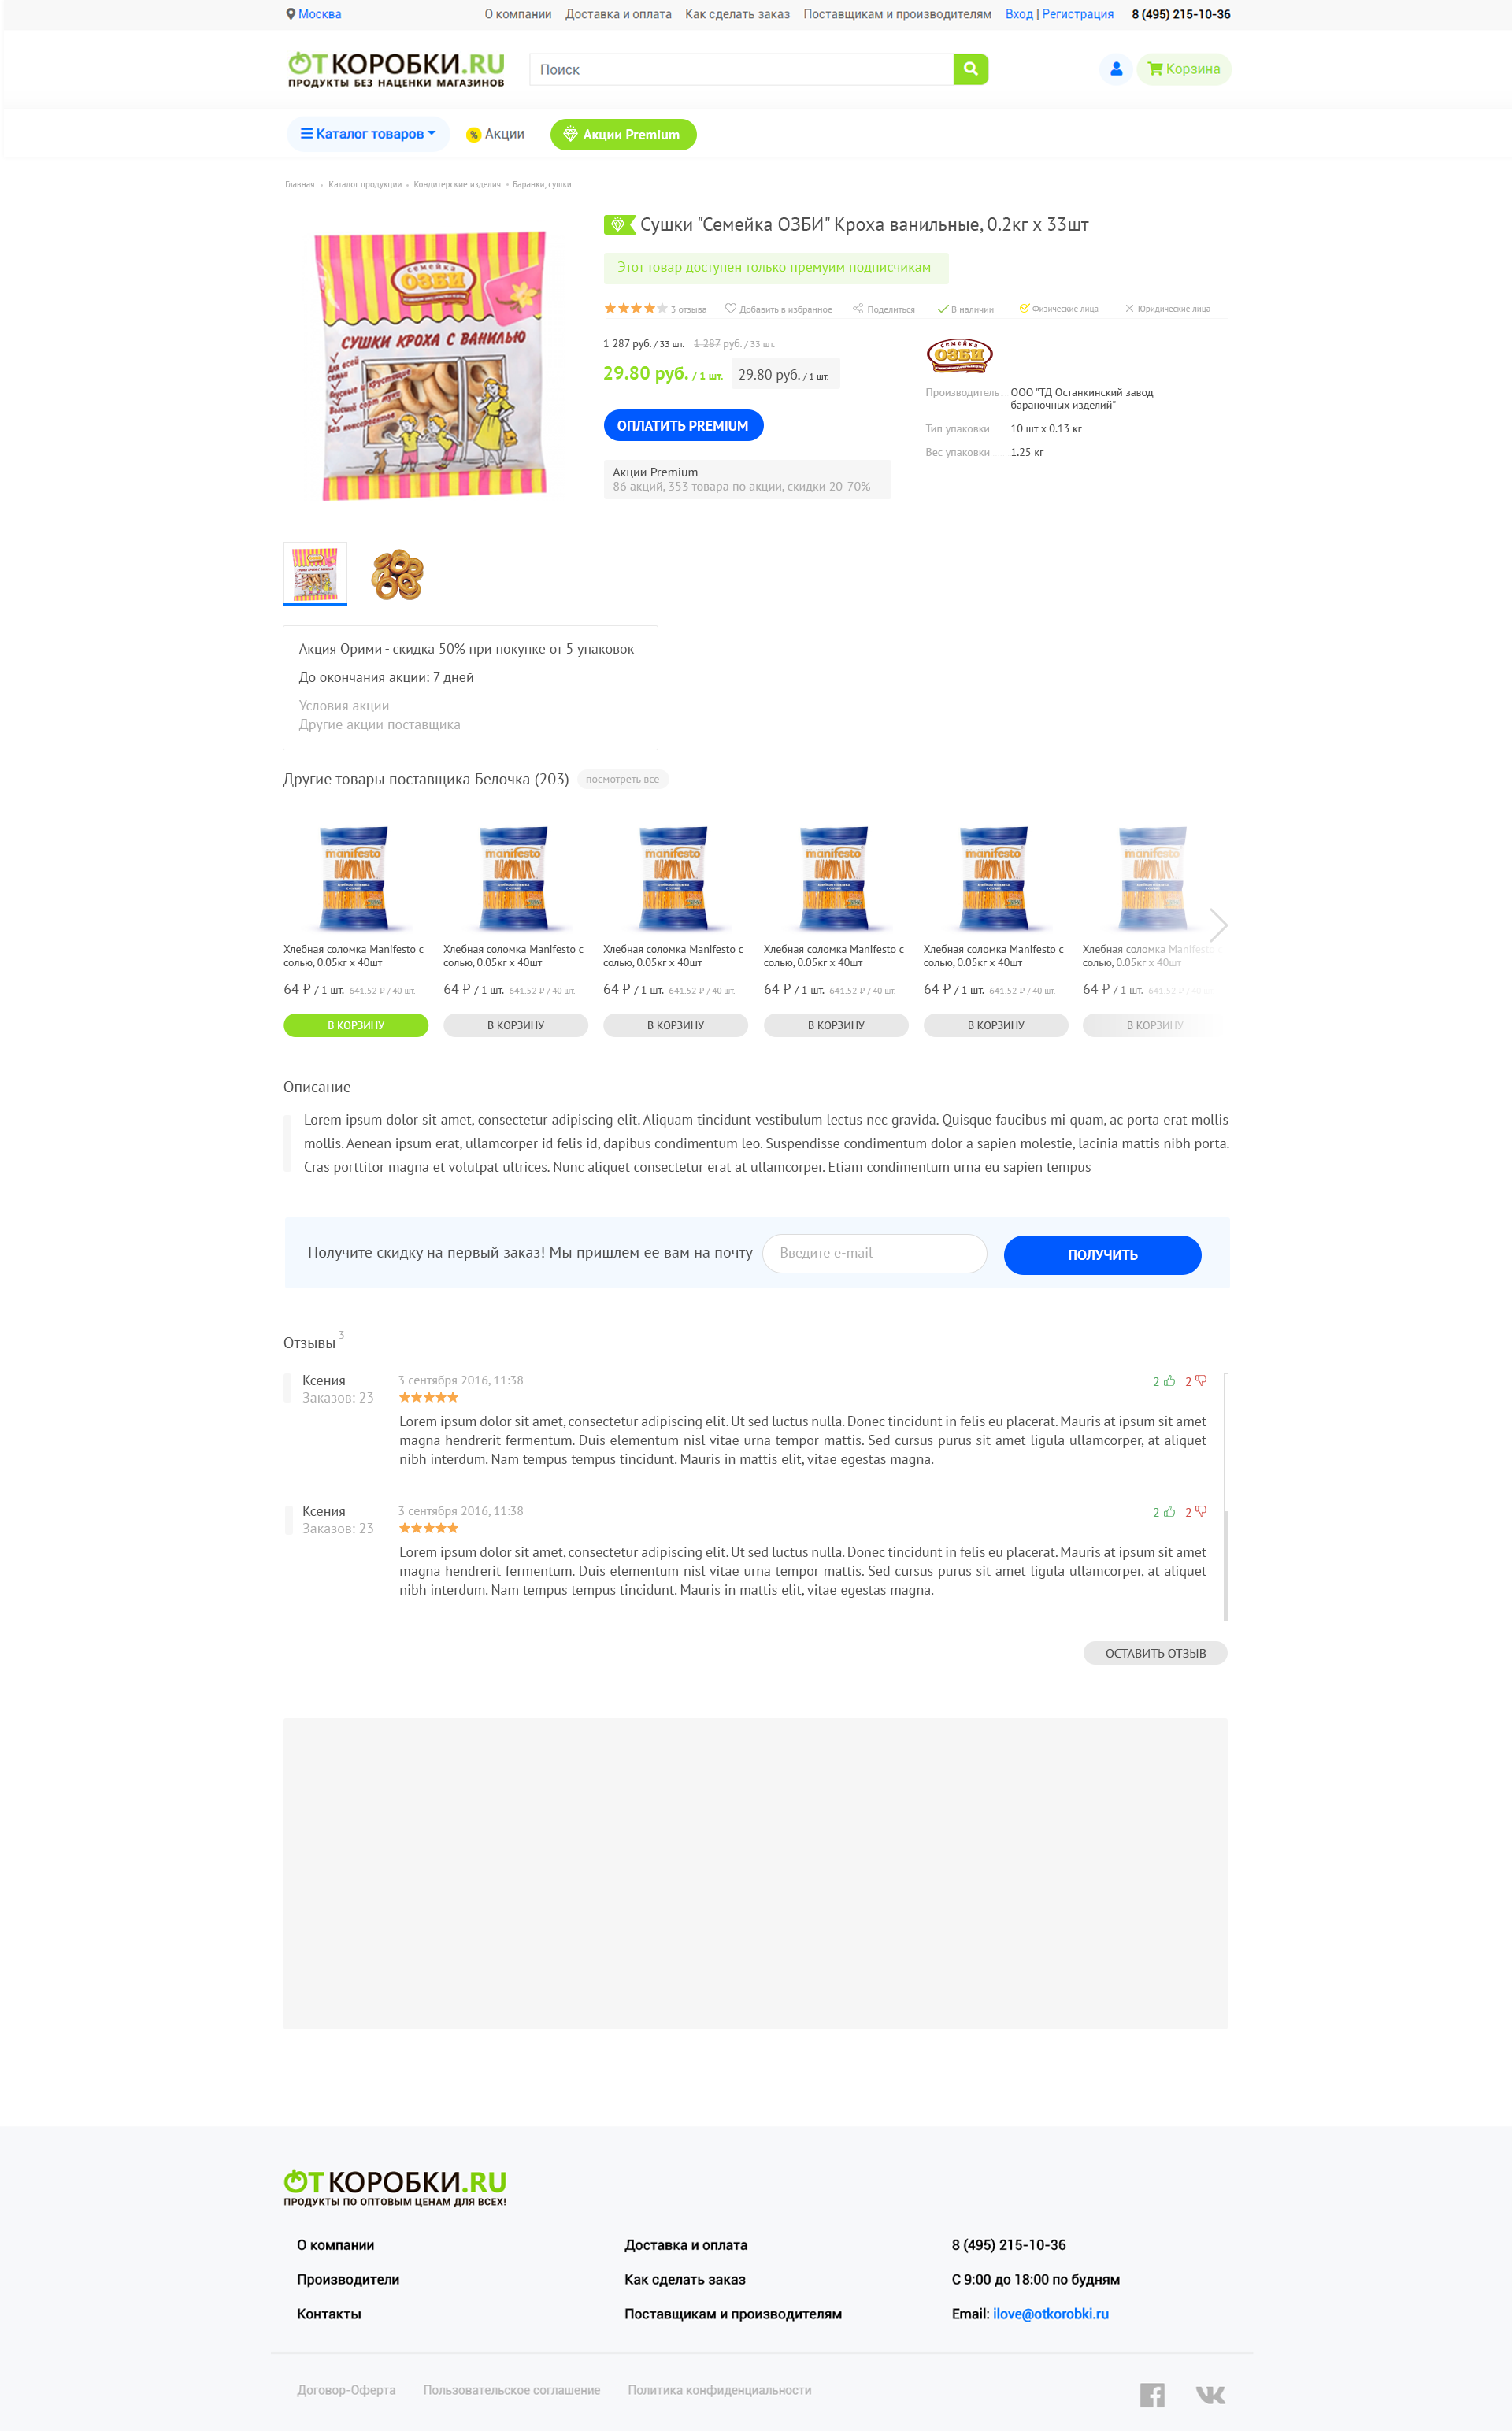 Москва
О компании Доставка и оплата Как сделать заказ Поставщикам и производителям Вход | Регистрация 8 (495) 215-10-36
ОТКОРОБКИ.RU
ПРОДУКТЫ БЕЗ НАЦЕНКИ МАГАЗИНОВ
Поиск
Корзина
Каталог товаров % Акции Акции Premium
Главная • Каталог продукции • Кондитерские изделия • Баранки, сушки
Сушки "Семейка ОЗБИ" Кроха ванильные, 0.2кг х 33шт
Этот товар доступен только премуим подписчикам
3 отзыва Добавить в избранное Поделиться В наличии Физические лица Юридические лица
семейка
ОЗБИ
СУШКИ КРОХА С ВАНИЛЬЮ
Для всей
семьи
Вкусные и хрустящие
Высший сорт муки
Без консервантов
1 287 руб. / 33 шт. 1 287 руб. / 33 шт.
29.80 руб. / 1 шт. 29.80 руб. / 1 шт.
ОПЛАТИТЬ PREMIUM
Акции Premium
86 акций, 353 товара по акции, скидки 20-70%
семейка
ОЗБИ
Производитель ООО "ТД Останкинский завод
бараночных изделий"
Тип упаковки 10 шт х 0.13 кг
Вес упаковки 1.25 кг
Акция Орими - скидка 50% при покупке от 5 упаковок
До окончания акции: 7 дней
Условия акции
Другие акции поставщика
Другие товары поставщика Белочка (203) посмотреть все
manifesto manifesto manifesto manifesto manifesto manifesto
Хлебная соломка Manifesto с Хлебная соломка Manifesto с Хлебная соломка Manifesto с Хлебная соломка Manifesto с Хлебная соломка Manifesto с Хлебная соломка Manifesto
солью, 0.05кг х 40шт солью, 0.05кг х 40шт солью, 0.05кг х 40шт солью, 0.05кг х 40шт солью, 0.05кг х 40шт солью, 0.05кг х 40шт
64 ₽ / 1 шт. 641.52 ₽ / 40 шт. 64 ₽ / 1 шт. 641.52 ₽ / 40 шт. 64 ₽ / 1 шт. 641.52 ₽ / 40 шт. 64 ₽ / 1 шт. 641.52 ₽ / 40 шт. 64 ₽ / 1 шт. 641.52 ₽ / 40 шт. 64 ₽ / 1 шт. 641.52 ₽ / 40
В КОРЗИНУ В КОРЗИНУ В КОРЗИНУ В КОРЗИНУ В КОРЗИНУ В КОРЗИНУ
Описание
Lorem ipsum dolor sit amet, consectetur adipiscing elit. Aliquam tincidunt vestibulum lectus nec gravida. Quisque faucibus mi quam, ac porta erat mollis
mollis. Aenean ipsum erat, ullamcorper id felis id, dapibus condimentum leo. Suspendisse condimentum dolor a sapien molestie, lacinia mattis nibh porta.
Cras porttitor magna et volutpat ultrices. Nunc aliquet consectetur erat at ullamcorper. Etiam condimentum urna eu sapien tempus
Получите скидку на первый заказ! Мы пришлем ее вам на почту Введите e-mail ПОЛУЧИТЬ
Отзывы 3
Ксения 3 сентября 2016, 11:38 2 2
Заказов: 23
Lorem ipsum dolor sit amet, consectetur adipiscing elit. Ut sed luctus nulla. Donec tincidunt in felis eu placerat. Mauris at ipsum sit amet
magna hendrerit fermentum. Duis elementum nisl vitae urna tempor mattis. Sed cursus purus sit amet ligula ullamcorper, at aliquet
nibh interdum. Nam tempus tempus tincidunt. Mauris in mattis elit, vitae egestas magna.
Ксения 3 сентября 2016, 11:38 2 2
Заказов: 23
Lorem ipsum dolor sit amet, consectetur adipiscing elit. Ut sed luctus nulla. Donec tincidunt in felis eu placerat. Mauris at ipsum sit amet
magna hendrerit fermentum. Duis elementum nisl vitae urna tempor mattis. Sed cursus purus sit amet ligula ullamcorper, at aliquet
nibh interdum. Nam tempus tempus tincidunt. Mauris in mattis elit, vitae egestas magna.
ОСТАВИТЬ ОТЗЫВ
ОТКОРОБКИ.RU
ПРОДУКТЫ ПО ОПТОВЫМ ЦЕНАМ ДЛЯ ВСЕХ!
О компании Доставка и оплата 8 (495) 215-10-36
Производители Как сделать заказ С 9:00 до 18:00 по будням
Контакты Поставщикам и производителям Email: ilove@otkorobki.ru
Договор-Оферта Пользовательское соглашение Политика конфиденциальности